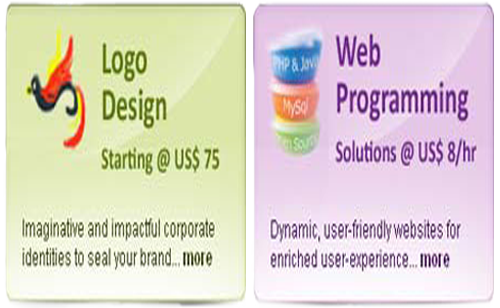 Logo
Design
Starting @ US$ 75
Imaginative and impactful corporate
identities to seal your brand... more
Web
Programming
PHP & Java
MySql
Solutions @ US$ 8/hr
Dynamic, user-friendly websites for
enriched user-experience... more